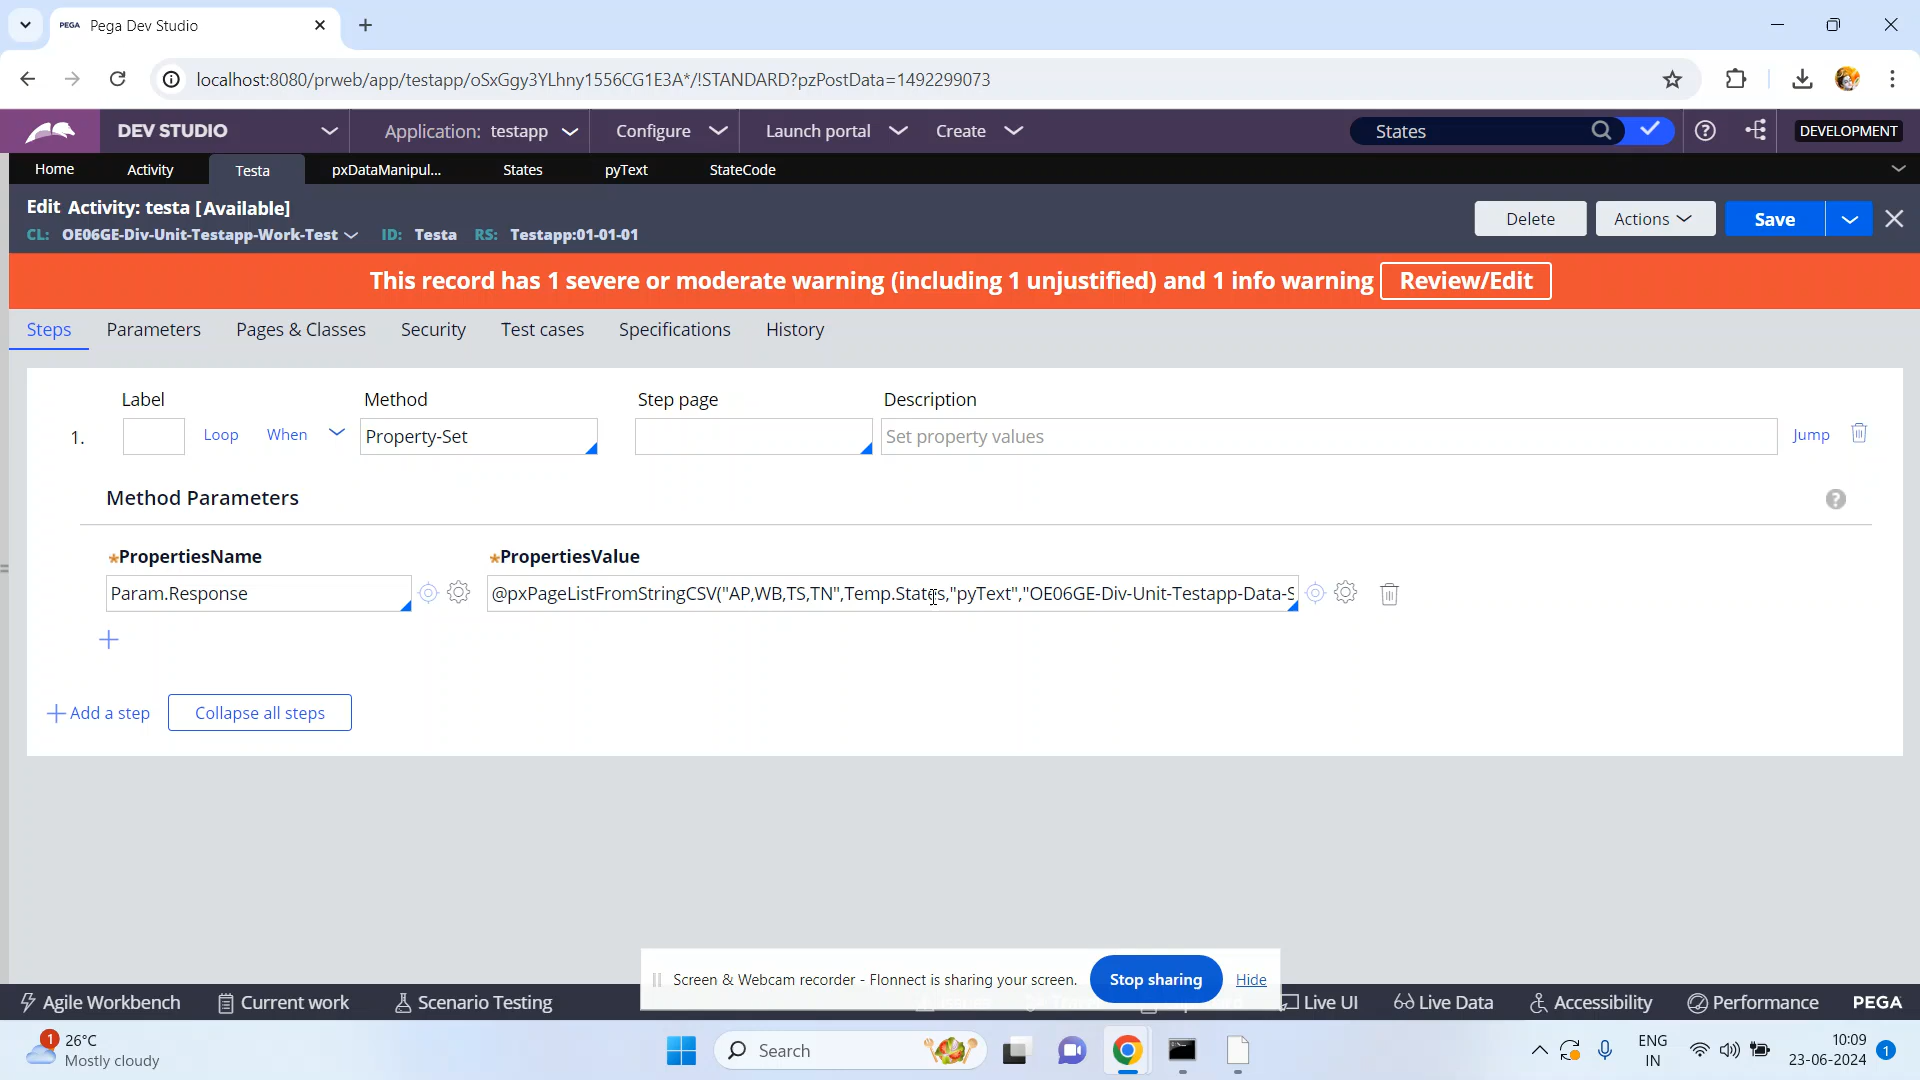 PEGA Pega Dev Studio
localhost:8080/prweb/app/testapp/oSxGgy3YLhny1556CG1E3A*/!STANDARD?pzPostData=1492299073
DEV STUDIO Application: testapp Configure Launch portal Create States DEVELOPMENT
Home Activity Testa pxDataManipul... States pyText StateCode
Edit Activity: testa [Available]
CL: OE06GE-Div-Unit-Testapp-Work-Test ID: Testa RS: Testapp:01-01-01
Delete Actions Save
This record has 1 severe or moderate warning (including 1 unjustified) and 1 info warning Review/Edit
Steps Parameters Pages & Classes Security Test cases Specifications History
Label Method Step page Description
1. Loop When Property-Set Set property values Jump
Method Parameters ?
*PropertiesName *PropertiesValue
Param.Response @pxPageListFromStringCSV("AP,WB,TS,TN",Temp.States,"pyText","OE06GE-Div-Unit-Testapp-Data-S
Add a step Collapse all steps
Screen & Webcam recorder - Flonnect is sharing your screen. Stop sharing Hide
Agile Workbench Current work Scenario Testing Live UI Live Data Accessibility Performance PEGA
1 26°C
Mostly cloudy
Search
ENG
IN
10:09
23-06-2024 1